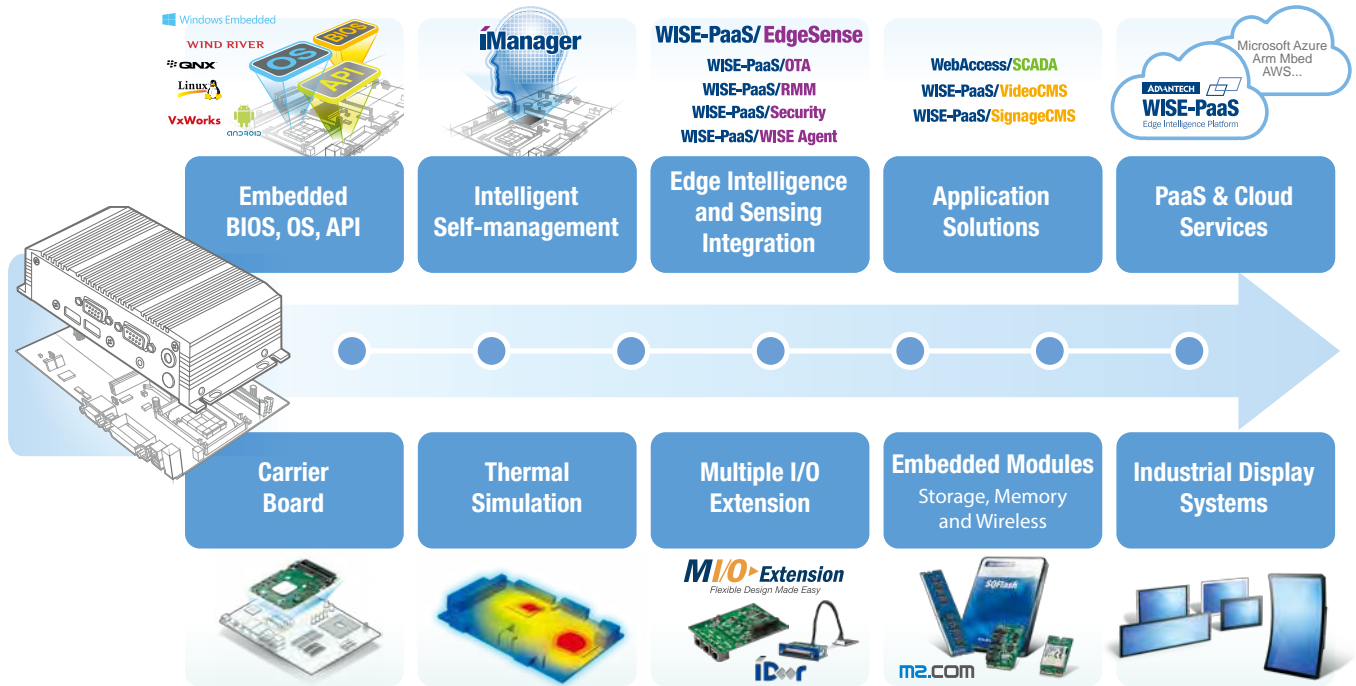 Windows Embedded
WIND RIVER
QNX
Linux
VxWorks
android
OS
BIOS
API
iManager
WISE-PaaS/ EdgeSense
WISE-PaaS/OTA
WISE-PaaS/RMM
WISE-PaaS/Security
WISE-PaaS/WISE Agent
WebAccess/SCADA
WISE-PaaS/VideoCMS
WISE-PaaS/SignageCMS
Microsoft Azure
Arm Mbed
AWS...
ADVANTECH
WISE-PaaS
Edge Intelligence Platform
Embedded
BIOS, OS, API
Intelligent
Self-management
Edge Intelligence
and Sensing
Integration
Application
Solutions
PaaS & Cloud
Services
Carrier
Board
Thermal
Simulation
Multiple I/O
Extension
Embedded Modules
Storage, Memory
and Wireless
Industrial Display
Systems
MI/O Extension
Flexible Design Made Easy
iDoor
SQFlash
m2.com